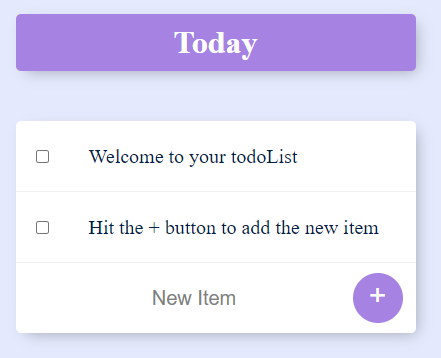 Today
Welcome to your todoList
Hit the + button to add the new item
New Item +